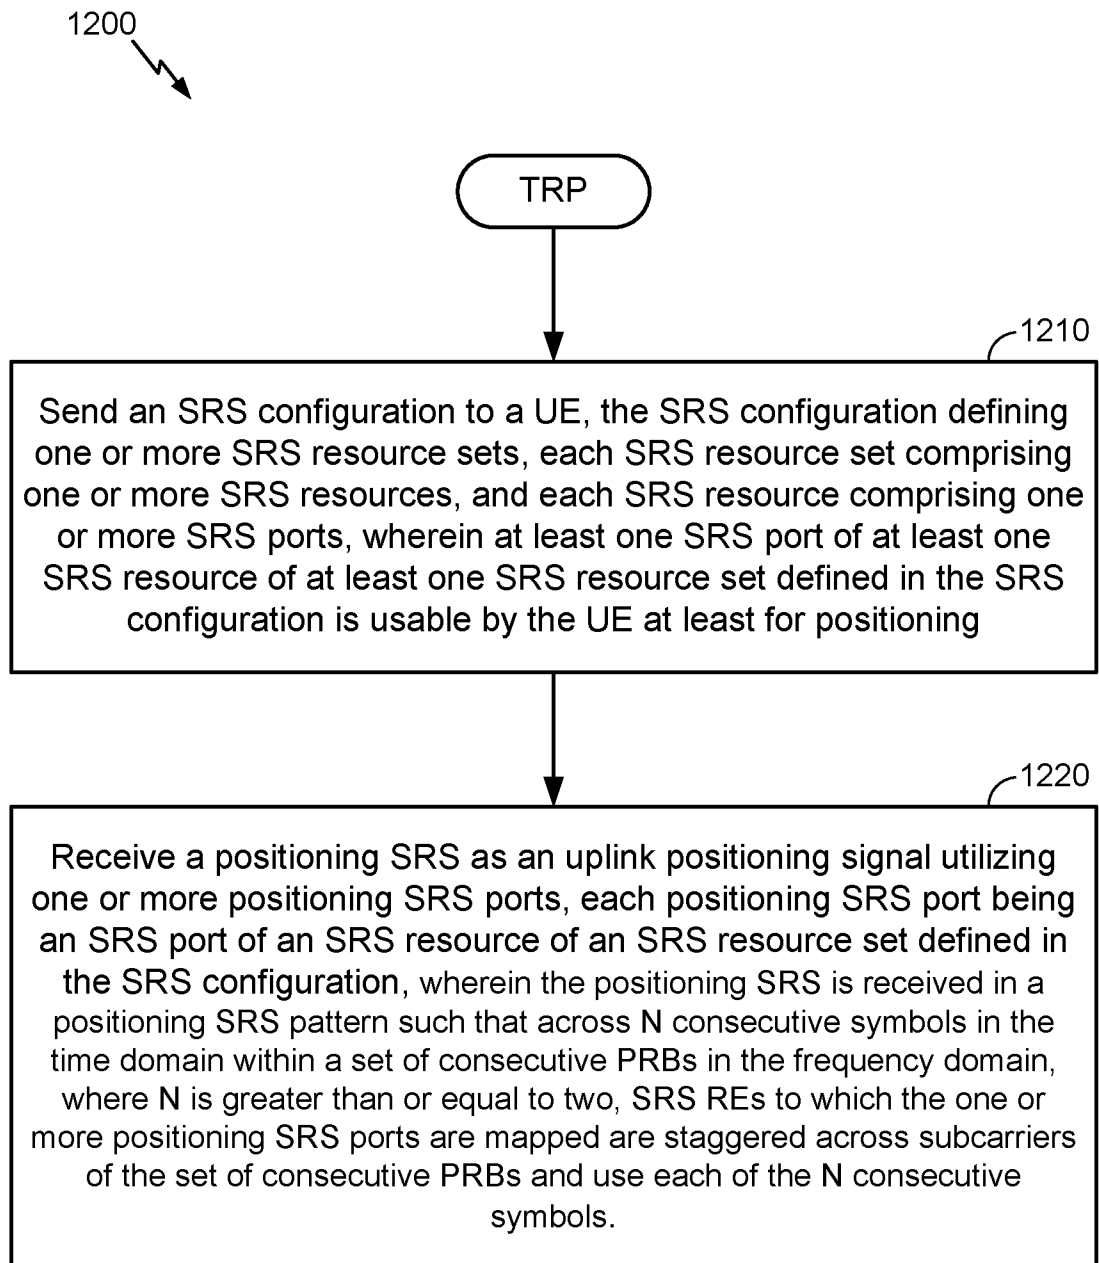 1200
TRP
1210
Send an SRS configuration to a UE, the SRS configuration defining
one or more SRS resource sets, each SRS resource set comprising
one or more SRS resources, and each SRS resource comprising one
or more SRS ports, wherein at least one SRS port of at least one
SRS resource of at least one SRS resource set defined in the SRS
configuration is usable by the UE at least for positioning
1220
Receive a positioning SRS as an uplink positioning signal utilizing
one or more positioning SRS ports, each positioning SRS port being
an SRS port of an SRS resource of an SRS resource set defined in
the SRS configuration, wherein the positioning SRS is received in a
positioning SRS pattern such that across N consecutive symbols in the
time domain within a set of consecutive PRBs in the frequency domain,
where N is greater than or equal to two, SRS REs to which the one or
more positioning SRS ports are mapped are staggered across subcarriers
of the set of consecutive PRBs and use each of the N consecutive
symbols.